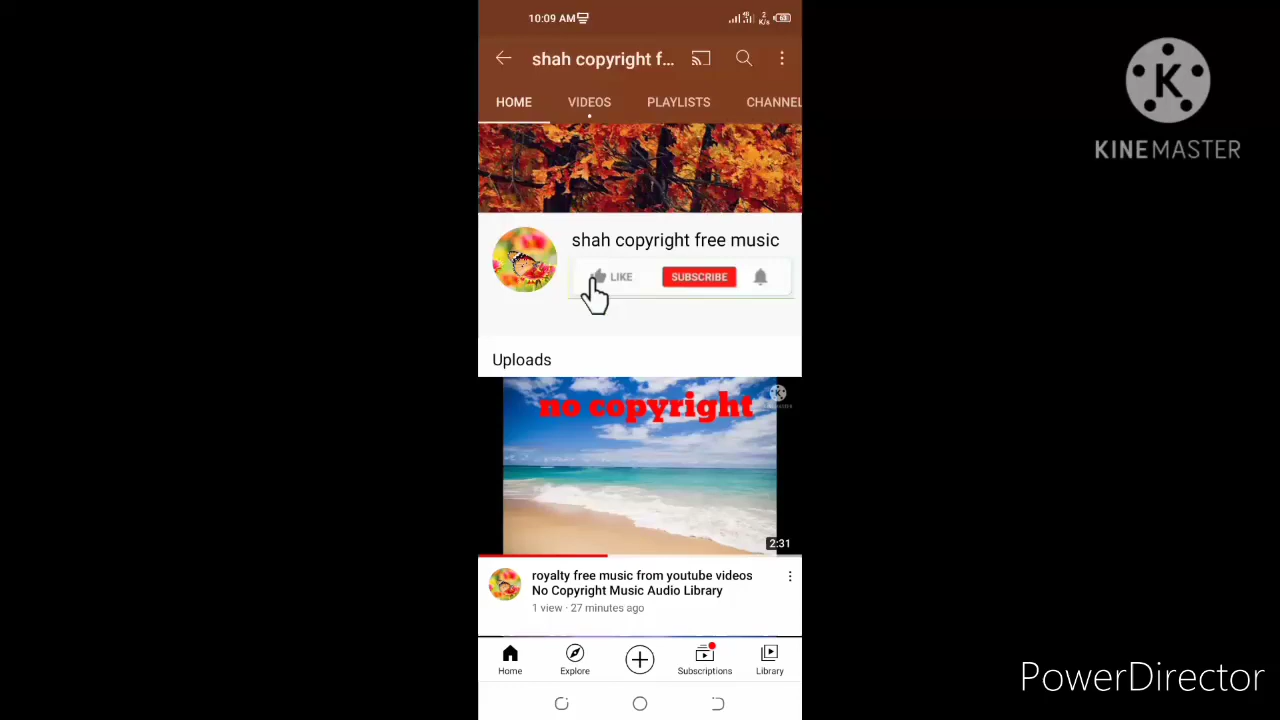 10:09 AM
shah copyright f...
HOME VIDEOS PLAYLISTS CHANNEL
KINEMASTER
shah copyright free music
LIKE SUBSCRIBE
Uploads
no copyright
2:31
royalty free music from youtube videos
No Copyright Music Audio Library
1 view · 27 minutes ago
Home Explore Subscriptions Library
PowerDirector